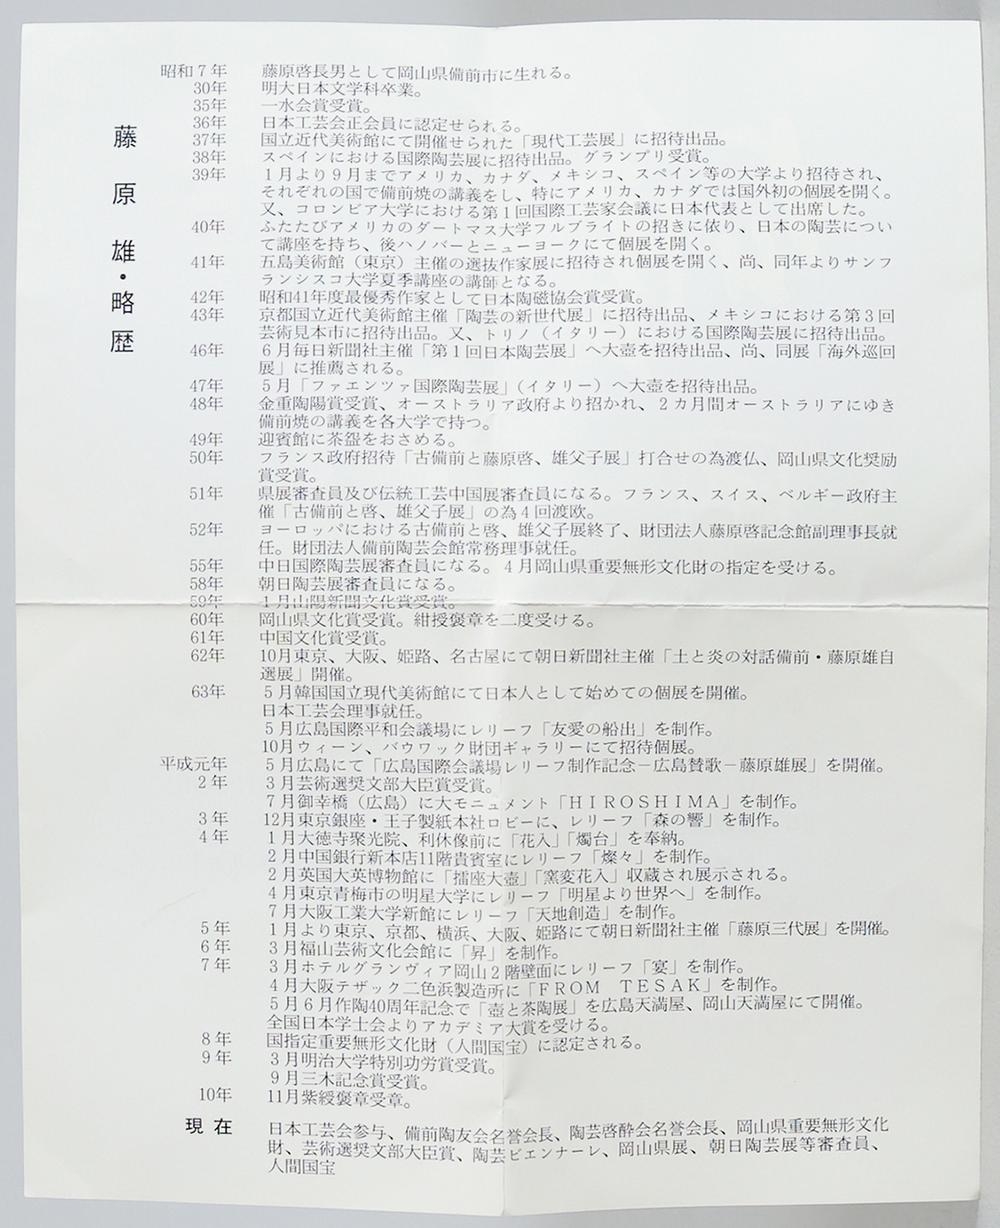 藤原 雄・略歴
昭和７年 藤原啓長男として岡山県備前市に生れる。
30年 明大日本文学科卒業。
35年 一水会賞受賞。
36年 日本工芸会正会員に認定せられる。
37年 国立近代美術館にて開催せられた「現代工芸展」に招待出品。
38年 スペインにおける国際陶芸展に招待出品。グランプリ受賞。
39年 １月より９月までアメリカ、カナダ、メキシコ、スペイン等の大学より招待され、
それぞれの国で備前焼の講義をし、特にアメリカ、カナダでは国外初の個展を開く。
又、コロンビア大学における第１回国際工芸家会議に日本代表として出席した。
40年 ふたたびアメリカのダートマス大学フルブライトの招きに依り、日本の陶芸につい
て講座を持ち、後ハノバーとニューヨークにて個展を開く。
41年 五島美術館（東京）主催の選抜作家展に招待され個展を開く、尚、同年よりサンフ
ランシスコ大学夏季講座の講師となる。
42年 昭和41年度最優秀作家として日本陶磁協会賞受賞。
43年 京都国立近代美術館主催「陶芸の新世代展」に招待出品、メキシコにおける第３回
芸術見本市に招待出品。又、トリノ（イタリー）における国際陶芸展に招待出品。
46年 ６月毎日新聞社主催「第１回日本陶芸展」へ大壺を招待出品、尚、同展「海外巡回
展」に推薦される。
47年 ５月「ファエンツァ国際陶芸展」（イタリー）へ大壺を招待出品。
48年 金重陶陽賞受賞、オーストラリア政府より招かれ、２カ月間オーストラリアにゆき
備前焼の講義を各大学で持つ。
49年 迎賓館に茶盌をおさめる。
50年 フランス政府招待「古備前と藤原啓、雄父子展」打合せの為渡仏、岡山県文化奨励
賞受賞。
51年 県展審査員及び伝統工芸中国展審査員になる。フランス、スイス、ベルギー政府主
催「古備前と啓、雄父子展」の為４回渡欧。
52年 ヨーロッパにおける古備前と啓、雄父子展終了、財団法人藤原啓記念館副理事長就
任。財団法人備前陶芸会館常務理事就任。
55年 中日国際陶芸展審査員になる。４月岡山県重要無形文化財の指定を受ける。
58年 朝日陶芸展審査員になる。
59年 １月山陽新聞文化賞受賞。
60年 岡山県文化賞受賞。紺授褒章を二度受ける。
61年 中国文化賞受賞。
62年 10月東京、大阪、姫路、名古屋にて朝日新聞社主催「土と炎の対話備前・藤原雄自
選展」開催。
63年 ５月韓国国立現代美術館にて日本人として始めての個展を開催。
日本工芸会理事就任。
５月広島国際平和会議場にレリーフ「友愛の船出」を制作。
10月ウィーン、バウワック財団ギャラリーにて招待個展。
平成元年 ５月広島にて「広島国際会議場レリーフ制作記念－広島賛歌－藤原雄展」を開催。
２年 ３月芸術選奨文部大臣賞受賞。
７月御幸橋（広島）に大モニュメント「ＨＩＲＯＳＨＩＭＡ」を制作。
３年 12月東京銀座・王子製紙本社ロビーに、レリーフ「森の響」を制作。
４年 １月大徳寺聚光院、利休像前に「花入」「燭台」を奉納。
２月中国銀行新本店11階貴賓室にレリーフ「燦々」を制作。
２月英国大英博物館に「擂座大壺」「窯変花入」収蔵され展示される。
４月東京青梅市の明星大学にレリーフ「明星より世界へ」を制作。
７月大阪工業大学新館にレリーフ「天地創造」を制作。
５年 １月より東京、京都、横浜、大阪、姫路にて朝日新聞社主催「藤原三代展」を開催。
６年 ３月福山芸術文化会館に「昇」を制作。
７年 ３月ホテルグランヴィア岡山２階壁面にレリーフ「宴」を制作。
４月大阪テザック二色浜製造所に「ＦＲＯＭ ＴＥＳＡＫ」を制作。
５月６月作陶40周年記念で「壺と茶陶展」を広島天満屋、岡山天満屋にて開催。
全国日本学士会よりアカデミア大賞を受ける。
８年 国指定重要無形文化財（人間国宝）に認定される。
９年 ３月明治大学特別功労賞受賞。
９月三木記念賞受賞。
10年 11月紫綬褒章受章。
現在 日本工芸会参与、備前陶友会名誉会長、陶芸啓酔会名誉会長、岡山県重要無形文化
財、芸術選奨文部大臣賞、陶芸ビエンナーレ、岡山県展、朝日陶芸展等審査員、
人間国宝